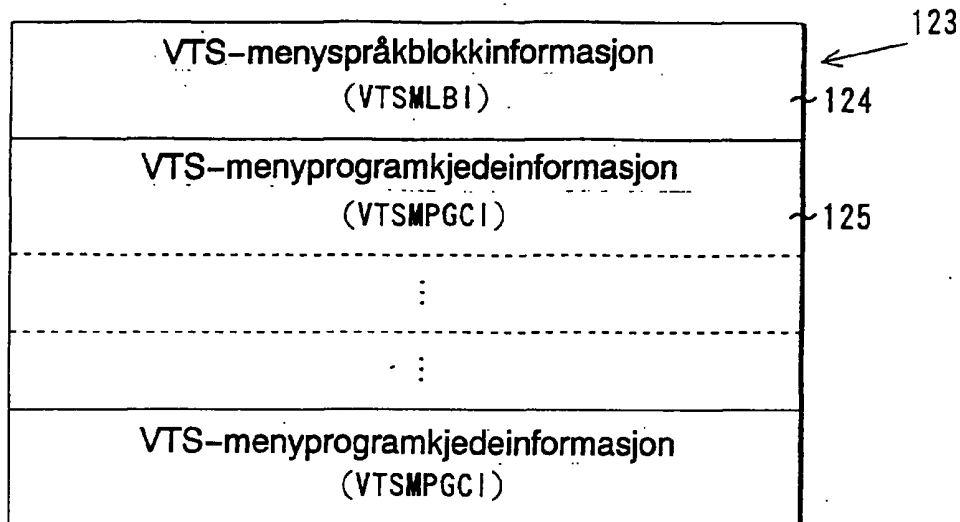 123
VTS-menyspråkblokkinformasjon
(VTSMLBI)
124
VTS-menyprogramkjedeinformasjon
(VTSMPGCI)
125
⋮
⋮
VTS-menyprogramkjedeinformasjon
(VTSMPGCI)